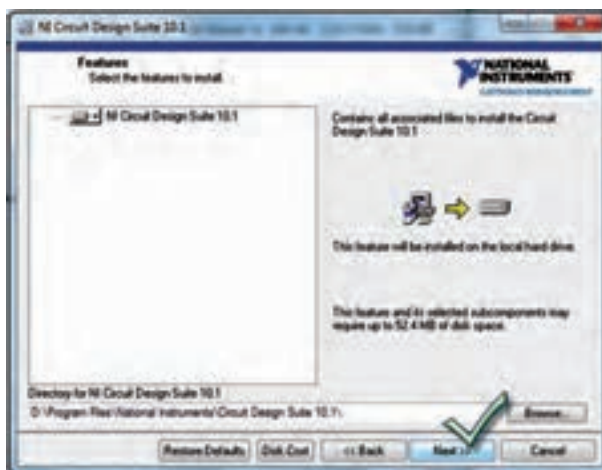 NI Circuit Design Suite 10.1
Features
Select the features to install.
NATIONAL
INSTRUMENTS
NI Circuit Design Suite 10.1
Contains all associated files to install the Circuit
Design Suite 10.1
This feature will be installed on the local hard drive.
This feature and its selected subcomponents may
require up to 52.4 MB of disk space.
Directory for NI Circuit Design Suite 10.1
D:\Program Files\National Instruments\Circuit Design Suite 10.1\
Browse...
Restore Defaults
Disk Cost
<< Back
Next >>
Cancel